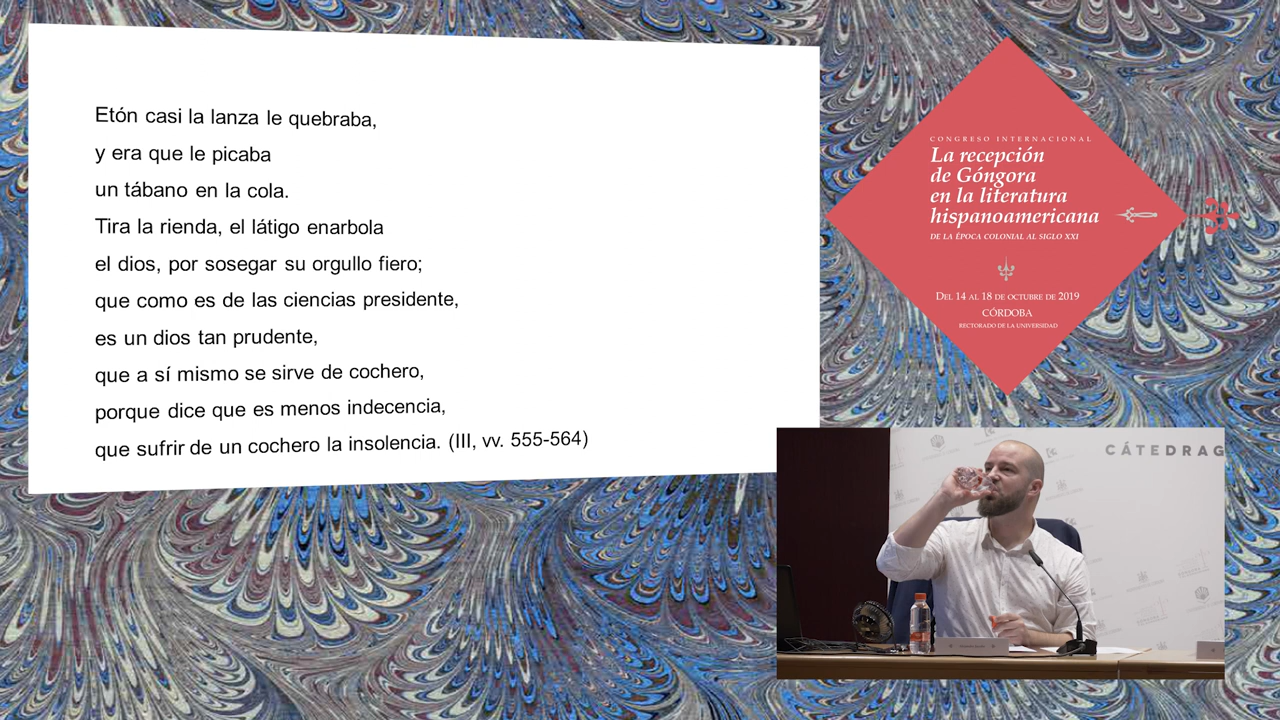 Etón casi la lanza le quebraba,
y era que le picaba
un tábano en la cola.
Tira la rienda, el látigo enarbola
el dios, por sosegar su orgullo fiero;
que como es de las ciencias presidente,
es un dios tan prudente,
que a sí mismo se sirve de cochero,
porque dice que es menos indecencia,
que sufrir de un cochero la insolencia. (III, vv. 555-564)
CONGRESO INTERNACIONAL
La recepción
de Góngora
en la literatura
hispanoamericana
DE LA ÉPOCA COLONIAL AL SIGLO XXI
DEL 14 AL 18 DE OCTUBRE DE 2019
CÓRDOBA
RECTORADO DE LA UNIVERSIDAD
CÁTEDRAG